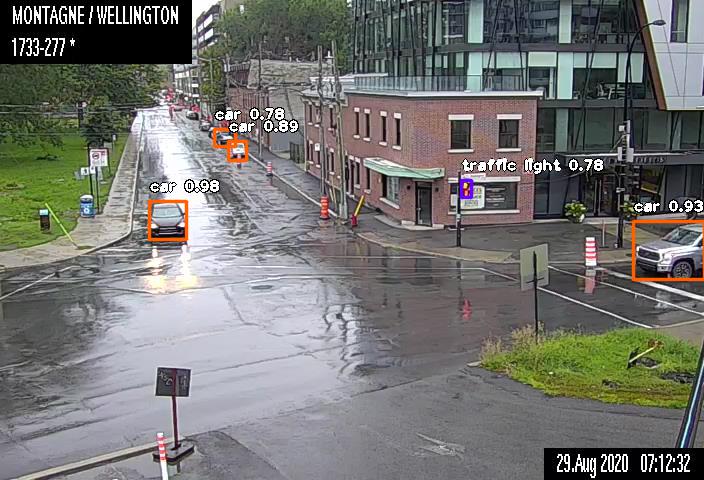 MONTAGNE / WELLINGTON
1733-277 *
car 0.78
car 0.89
traffic light 0.78
car 0.98
car 0.93
29.Aug 2020 07:12:32